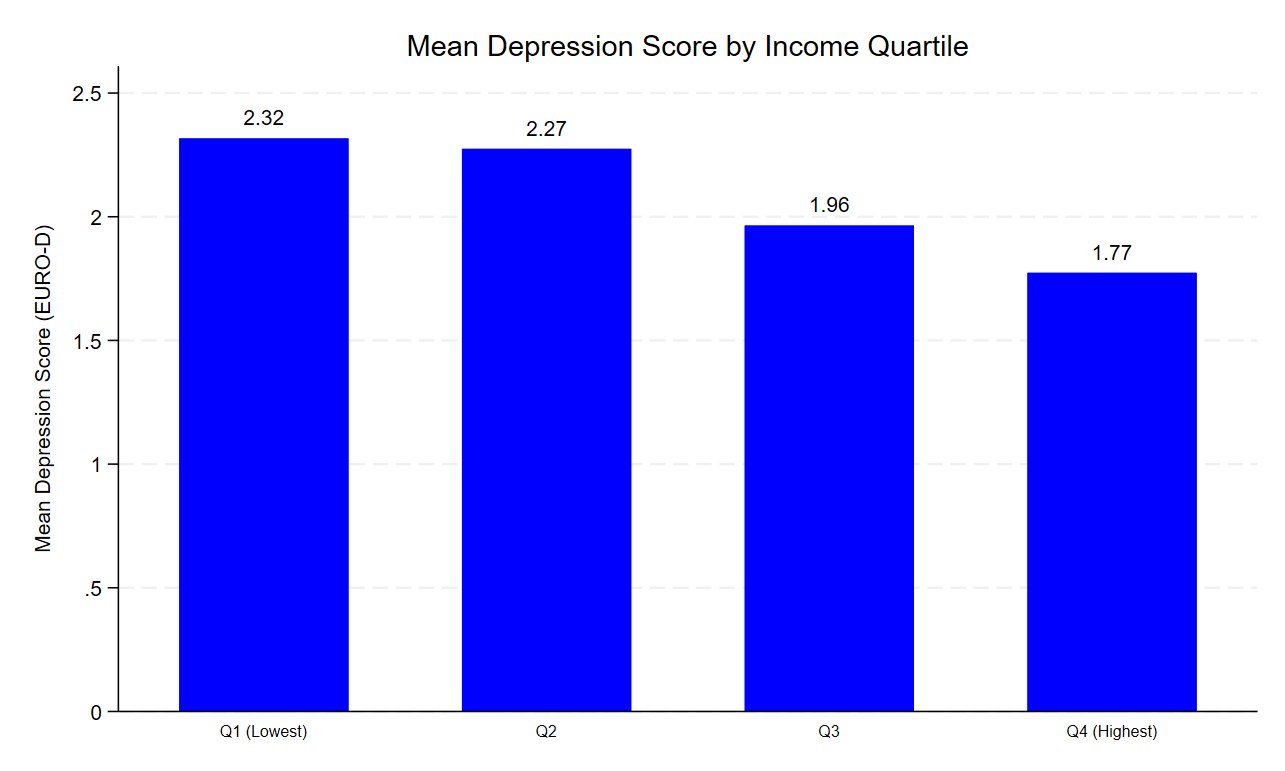 Mean Depression Score by Income Quartile
Mean Depression Score (EURO-D)
2.5
2
1.5
1
.5
0
2.32
2.27
1.96
1.77
Q1 (Lowest)
Q2
Q3
Q4 (Highest)